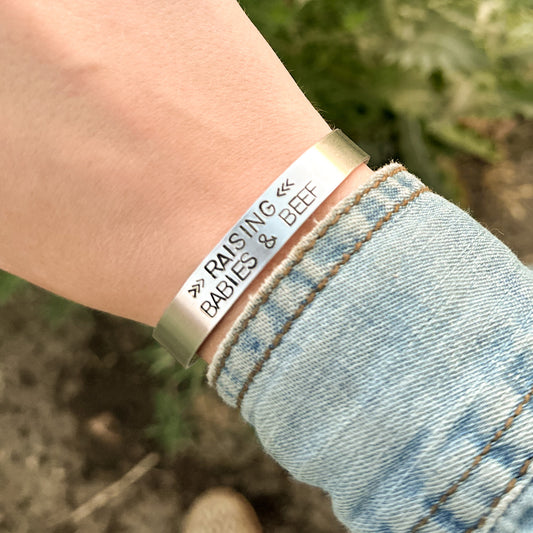 »› RAISING ‹‹
BABIES & BEEF